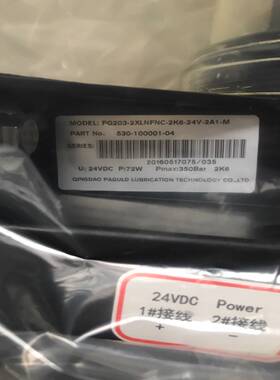 MODEL: PG203-2XLNFNC-2K6-24V-2A1-M
PART No. 530-100001-04
SERIES:
20160517075/035
U: 24VDC P:72W Pmax:350Bar 2K6
QINGDAO PAGULD LUBRICATION TECHNOLOGY CO.,LTD
24VDC Power
1#接线 2#接线
+ −